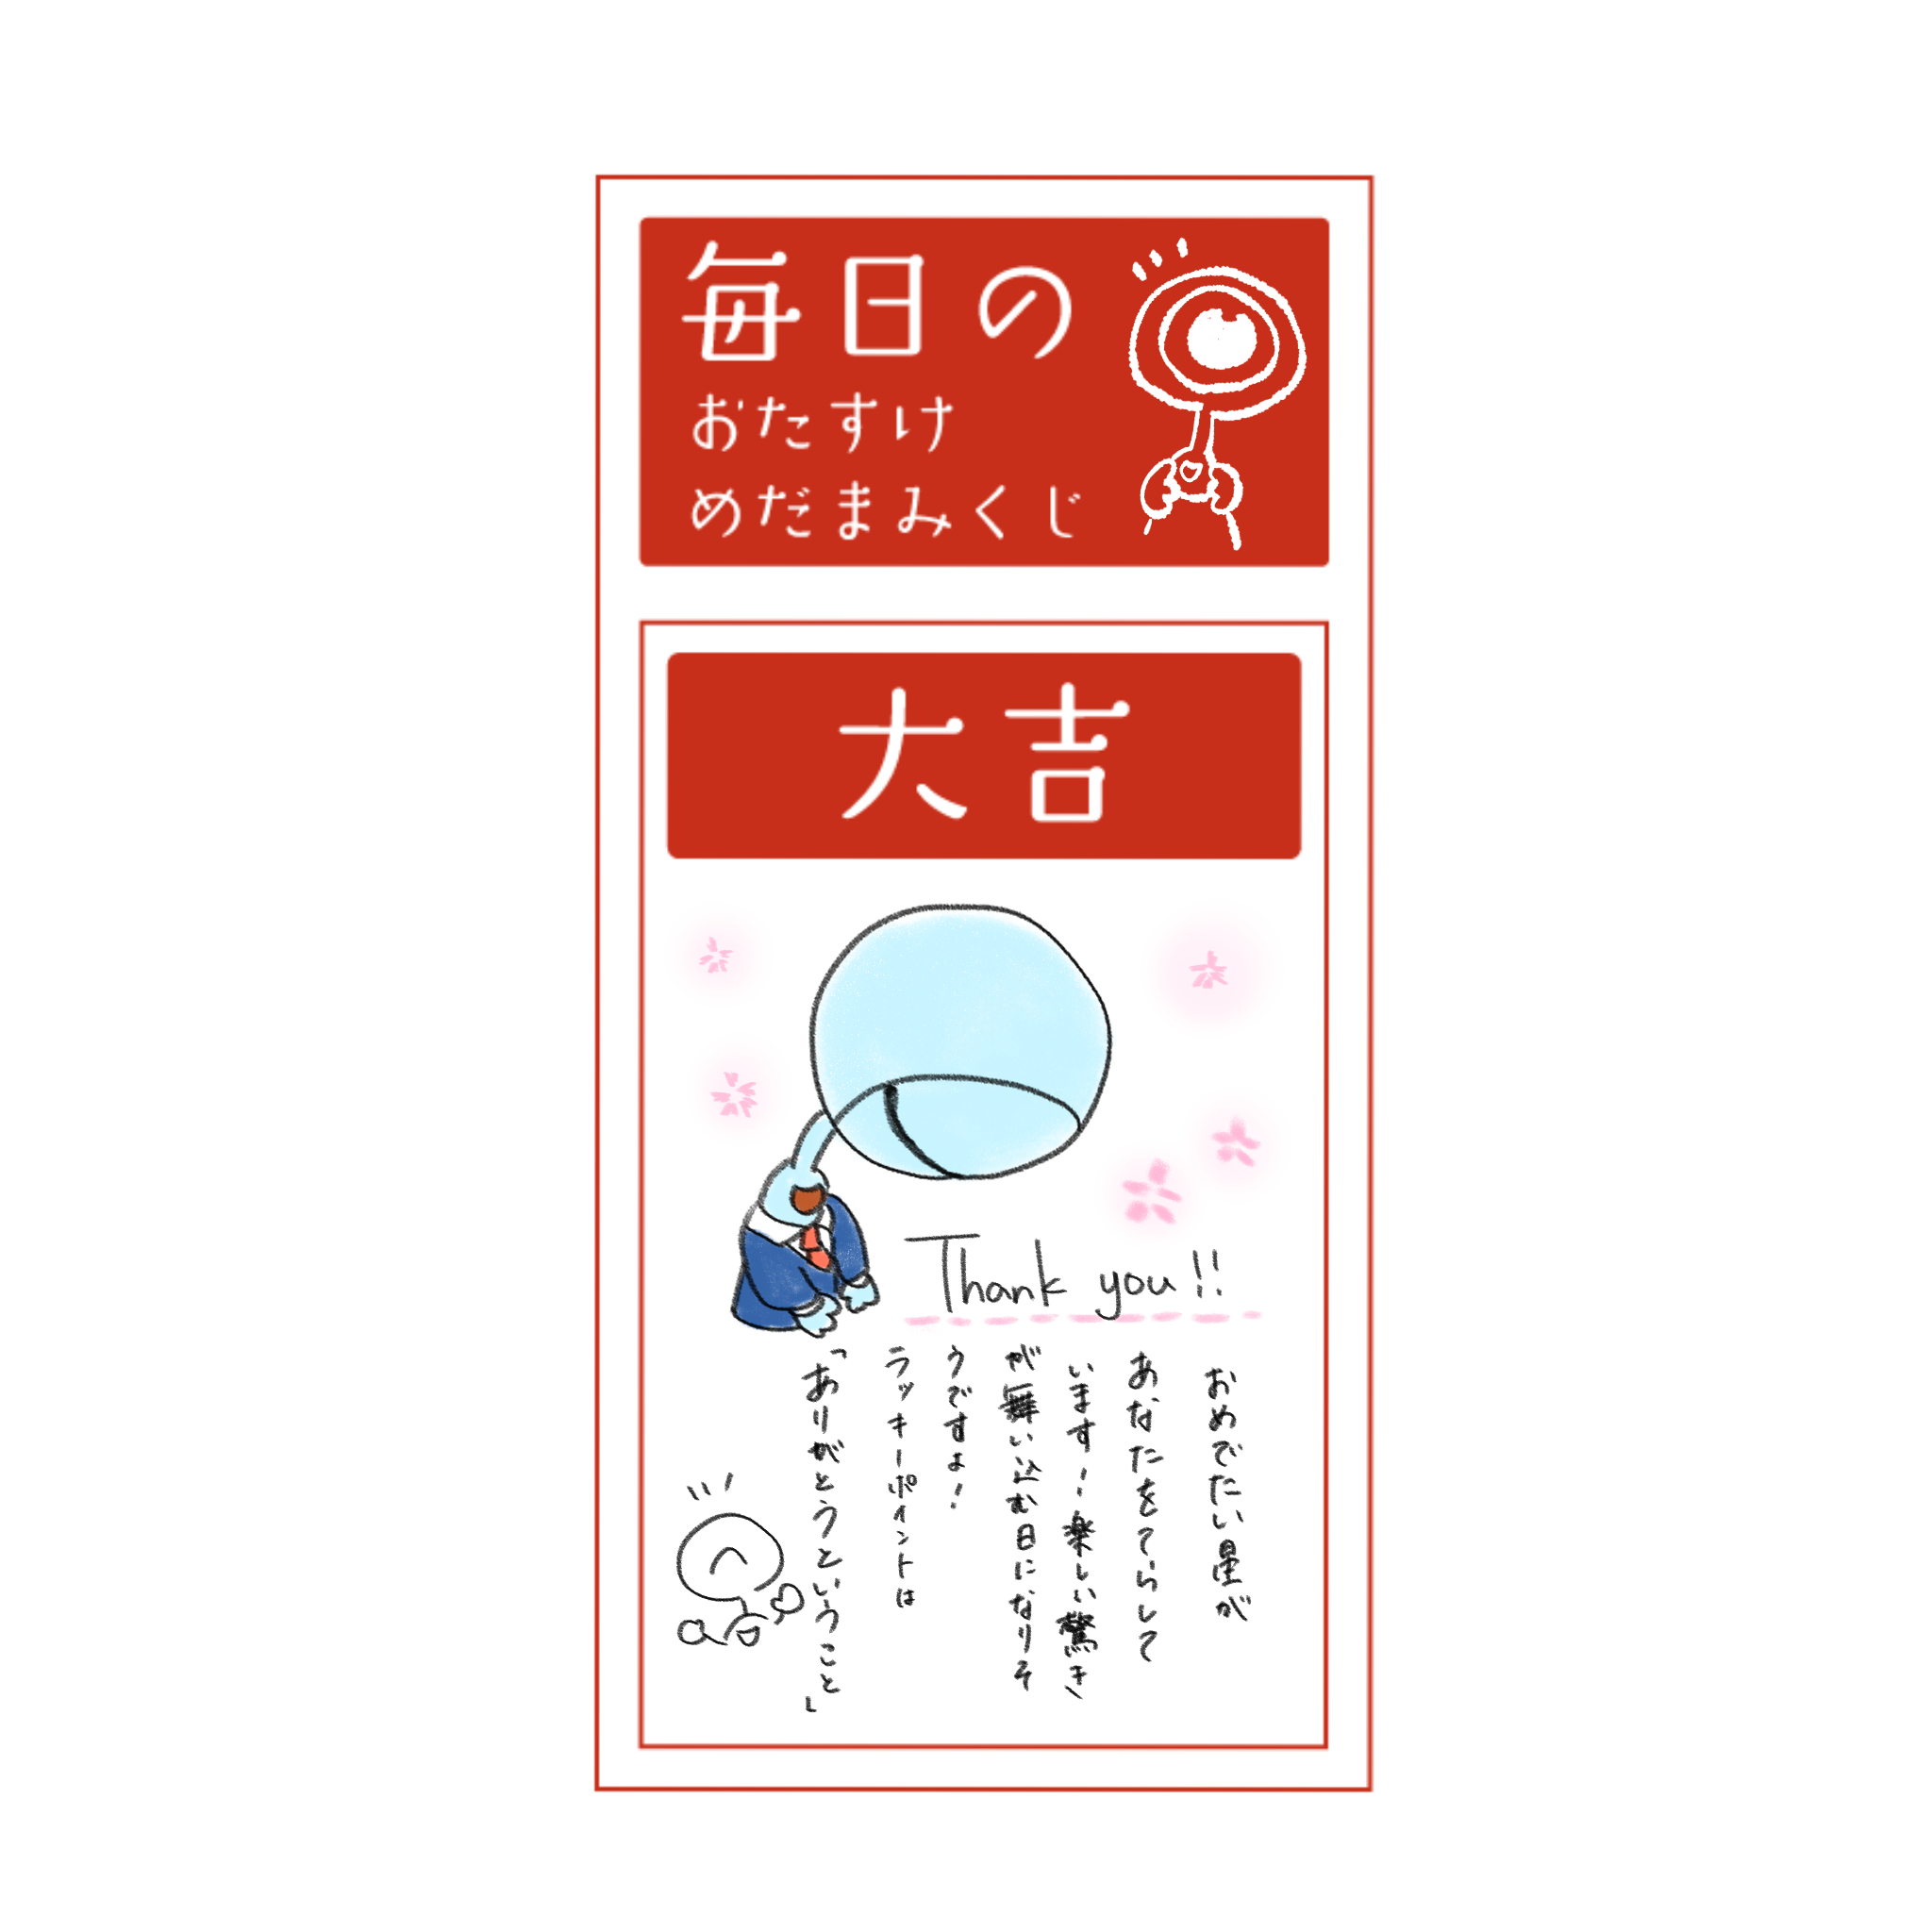 毎日の
おたすけ
めだまみくじ
大吉
Thank you!!
おめでたい星が
あなたをてらして
います！楽しい驚き
が舞い込む日になりそ
うですよ！
ラッキーポイントは
「ありがとうということ」